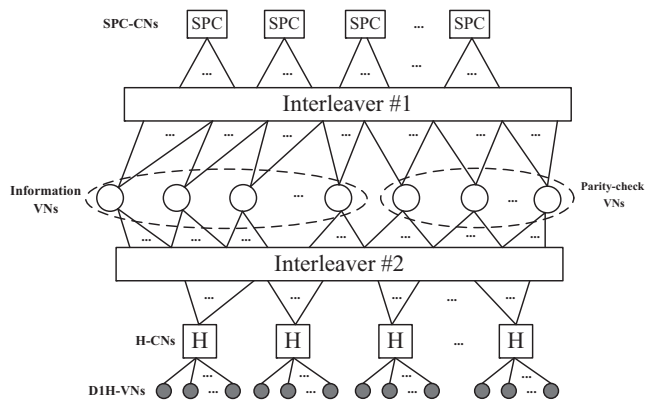 SPC-CNs SPC SPC SPC ... SPC
... ... ... ... ...
Interleaver #1
... ... ... ... ... ... ...
Information VNs ... ... Parity-check VNs
... ... ... ... ... ... ...
Interleaver #2
... ... ... ... ...
H-CNs H H H ... H
... ... ... ...
D1H-VNs ... ... ... ...